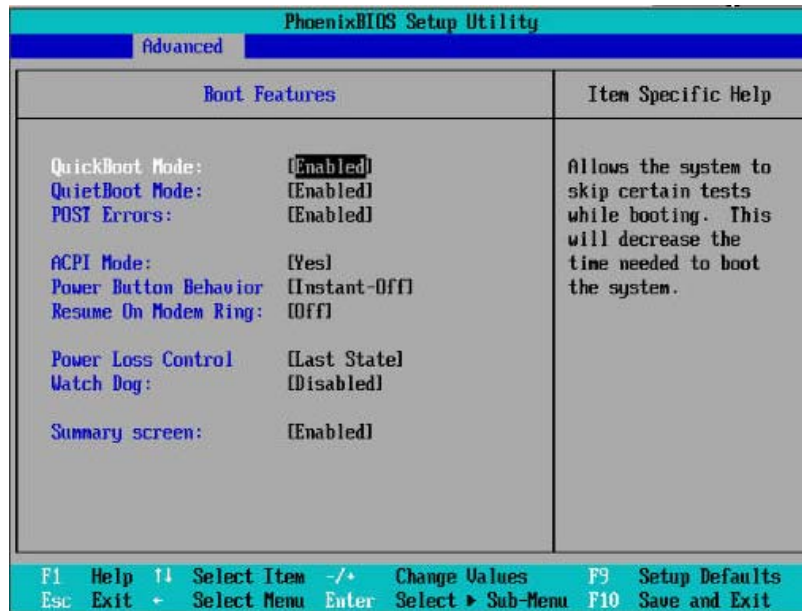 PhoenixBIOS Setup Utility
Advanced
Boot Features
Item Specific Help
QuickBoot Mode: [Enabled]
QuietBoot Mode: [Enabled]
POST Errors: [Enabled]
ACPI Mode: [Yes]
Power Button Behavior [Instant-Off]
Resume On Modem Ring: [Off]
Power Loss Control [Last State]
Watch Dog: [Disabled]
Summary screen: [Enabled]
Allows the system to
skip certain tests
while booting. This
will decrease the
time needed to boot
the system.
F1 Help ↑↓ Select Item -/+ Change Values F9 Setup Defaults
Esc Exit ← Select Menu Enter Select ▶ Sub-Menu F10 Save and Exit